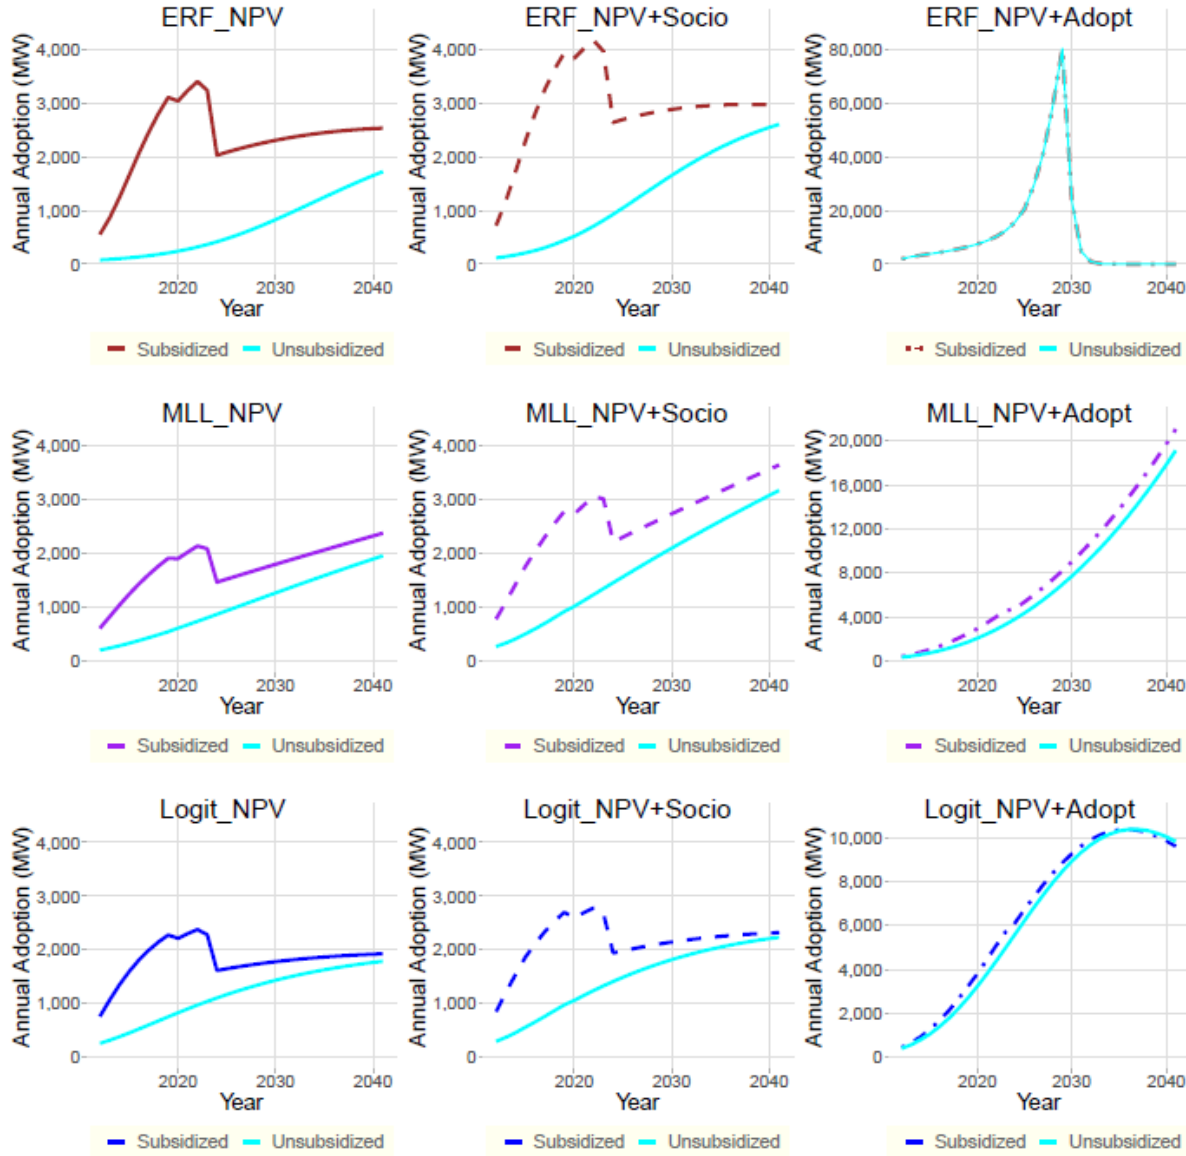 ERF_NPV
Annual Adoption (MW)
4,000
3,000
2,000
1,000
0
2020 2030 2040
Year
Subsidized Unsubsidized
ERF_NPV+Socio
Annual Adoption (MW)
4,000
3,000
2,000
1,000
0
2020 2030 2040
Year
Subsidized Unsubsidized
ERF_NPV+Adopt
Annual Adoption (MW)
80,000
60,000
40,000
20,000
0
2020 2030 2040
Year
Subsidized Unsubsidized
MLL_NPV
Annual Adoption (MW)
4,000
3,000
2,000
1,000
0
2020 2030 2040
Year
Subsidized Unsubsidized
MLL_NPV+Socio
Annual Adoption (MW)
4,000
3,000
2,000
1,000
0
2020 2030 2040
Year
Subsidized Unsubsidized
MLL_NPV+Adopt
Annual Adoption (MW)
20,000
16,000
12,000
8,000
4,000
0
2020 2030 2040
Year
Subsidized Unsubsidized
Logit_NPV
Annual Adoption (MW)
4,000
3,000
2,000
1,000
0
2020 2030 2040
Year
Subsidized Unsubsidized
Logit_NPV+Socio
Annual Adoption (MW)
4,000
3,000
2,000
1,000
0
2020 2030 2040
Year
Subsidized Unsubsidized
Logit_NPV+Adopt
Annual Adoption (MW)
10,000
8,000
6,000
4,000
2,000
0
2020 2030 2040
Year
Subsidized Unsubsidized